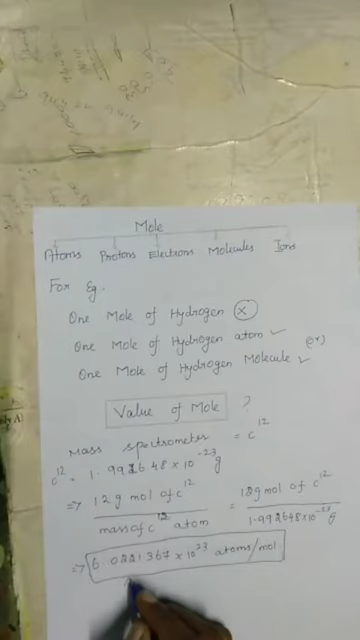 Mole
Atoms Protons Electrons Molecules Ions
For Eg.
One Mole of Hydrogen ⓧ
One Mole of Hydrogen atom ✓
(or)
One Mole of Hydrogen Molecule ✓
Value of Mole ?
Mass spectrometer = C¹²
C¹² = 1.992648 × 10⁻²³ g
⇒ 12 g mol of C¹² / mass of C¹² atom = 12 g mol of C¹² / 1.992648 × 10⁻²³ g
⇒ 6.0221367 × 10²³ atoms/mol